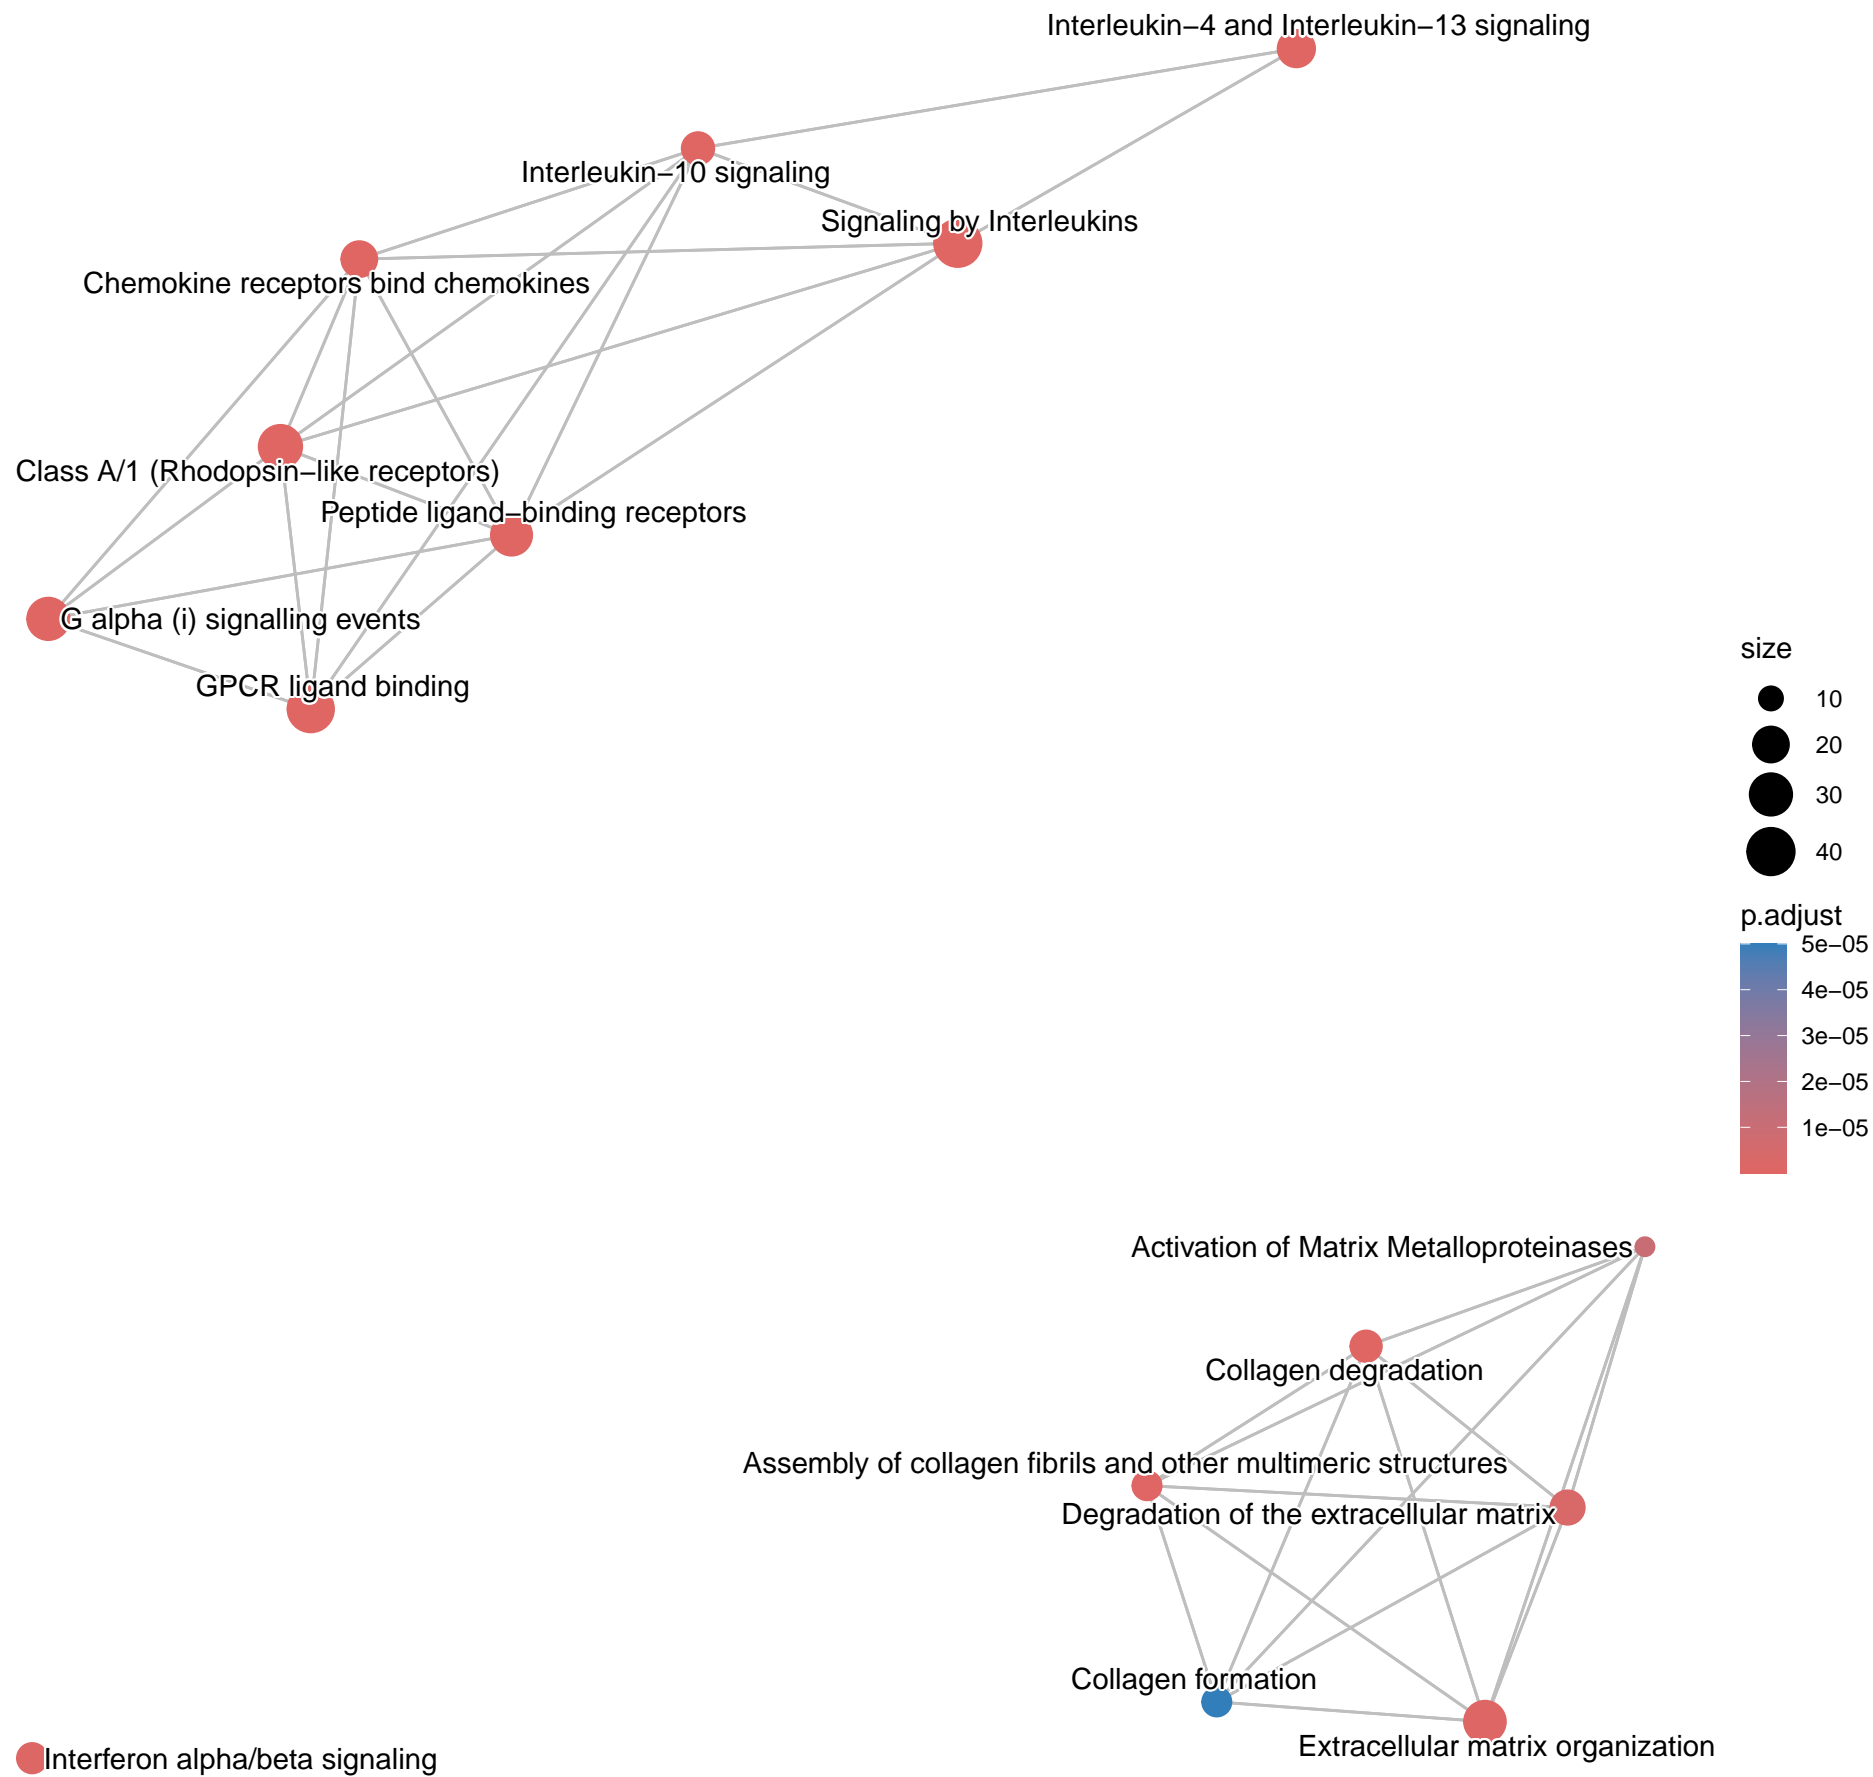 Interleukin−4 and Interleukin−13 signaling
Interleukin−10 signaling
Signaling by Interleukins
Chemokine receptors bind chemokines
Class A/1 (Rhodopsin−like receptors)
Peptide ligand−binding receptors
G alpha (i) signalling events
GPCR ligand binding
size
10
20
30
40
p.adjust
5e−05
4e−05
3e−05
2e−05
1e−05
Activation of Matrix Metalloproteinases
Collagen degradation
Assembly of collagen fibrils and other multimeric structures
Degradation of the extracellular matrix
Collagen formation
Extracellular matrix organization
Interferon alpha/beta signaling